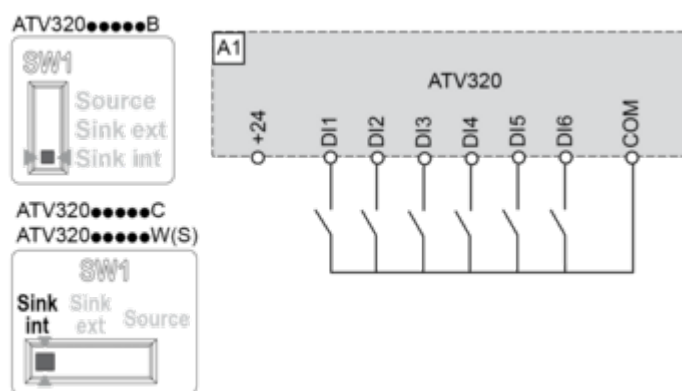 ATV320●●●●●B
SW1
Source
Sink ext
Sink int
ATV320●●●●●C
ATV320●●●●●W(S)
SW1
Sink int
Sink ext
Source
A1
ATV320
+24
DI1
DI2
DI3
DI4
DI5
DI6
COM